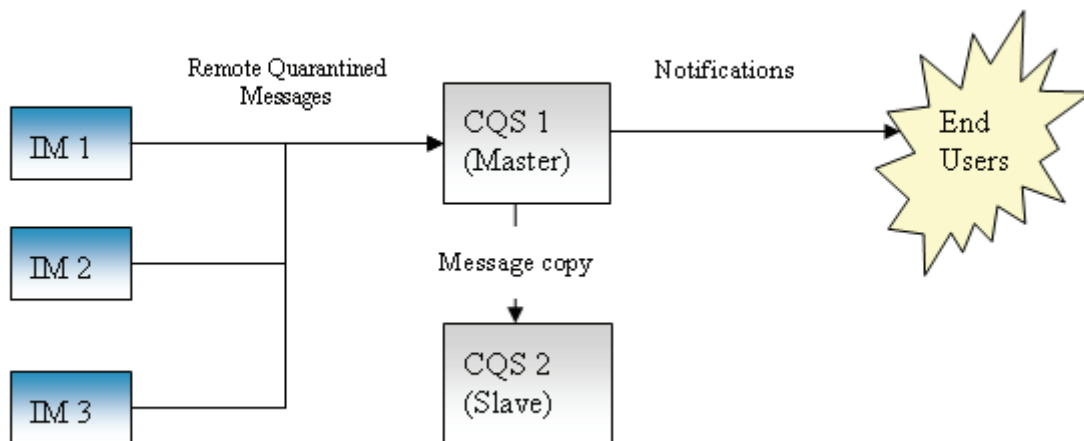 Remote Quarantined
Messages
Notifications
IM 1
CQS 1
(Master)
End
Users
IM 2
Message copy
IM 3
CQS 2
(Slave)